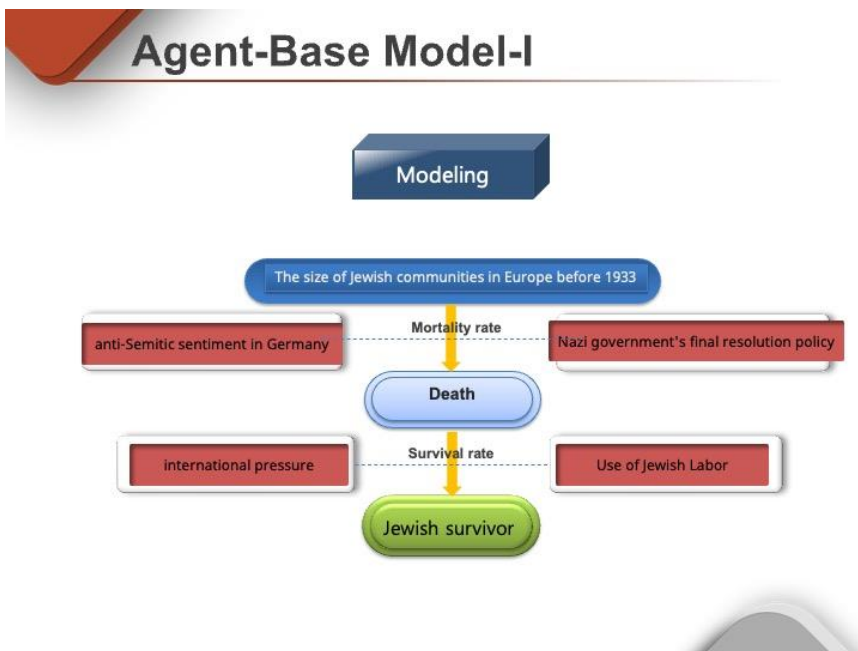 Agent-Base Model-I
Modeling
The size of Jewish communities in Europe before 1933
Mortality rate
anti-Semitic sentiment in Germany
Nazi government's final resolution policy
Death
Survival rate
international pressure
Use of Jewish Labor
Jewish survivor